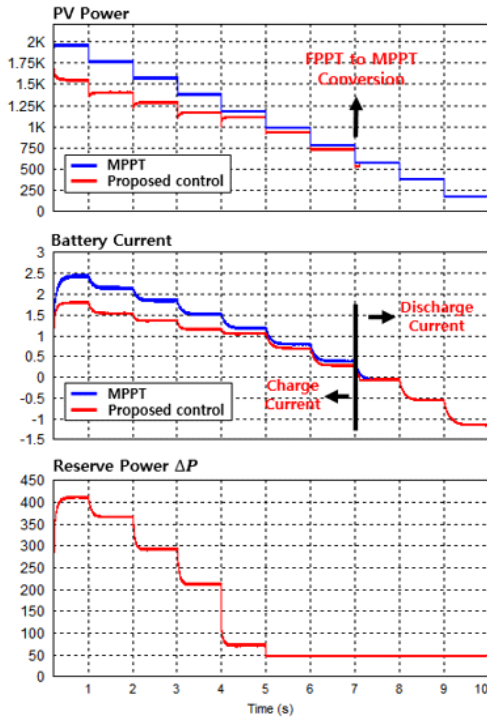 PV Power
2K
1.75K
1.5K
1.25K
1K
750
500
250
0
FPPT to MPPT
Conversion
MPPT
Proposed control
Battery Current
3
2.5
2
1.5
1
0.5
0
-0.5
-1
-1.5
Discharge
Current
Charge
Current
MPPT
Proposed control
Reserve Power ΔP
450
400
350
300
250
200
150
100
50
0
1 2 3 4 5 6 7 8 9 10
Time (s)